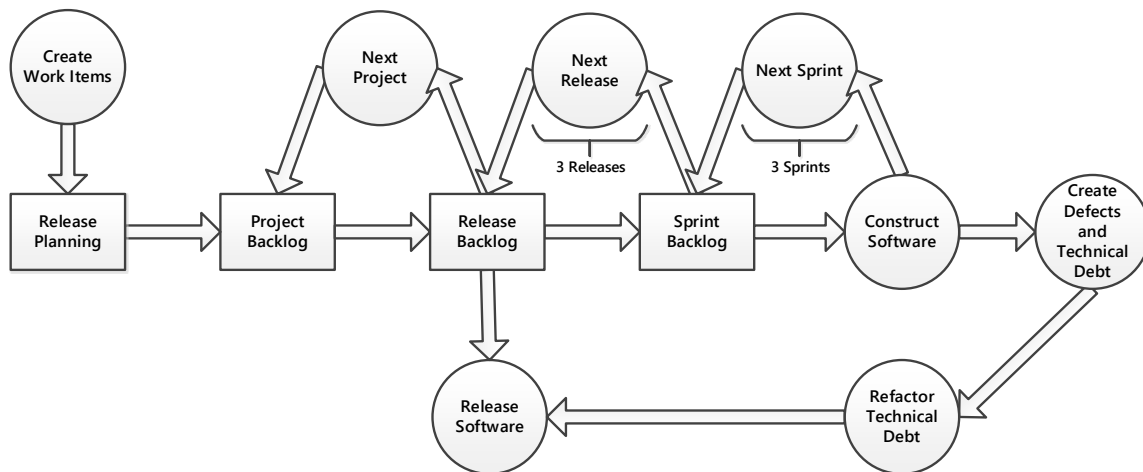 Create
Work Items
Next
Project
Next
Release
Next Sprint
3 Releases
3 Sprints
Release
Planning
Project
Backlog
Release
Backlog
Sprint
Backlog
Construct
Software
Create
Defects
and
Technical
Debt
Release
Software
Refactor
Technical
Debt